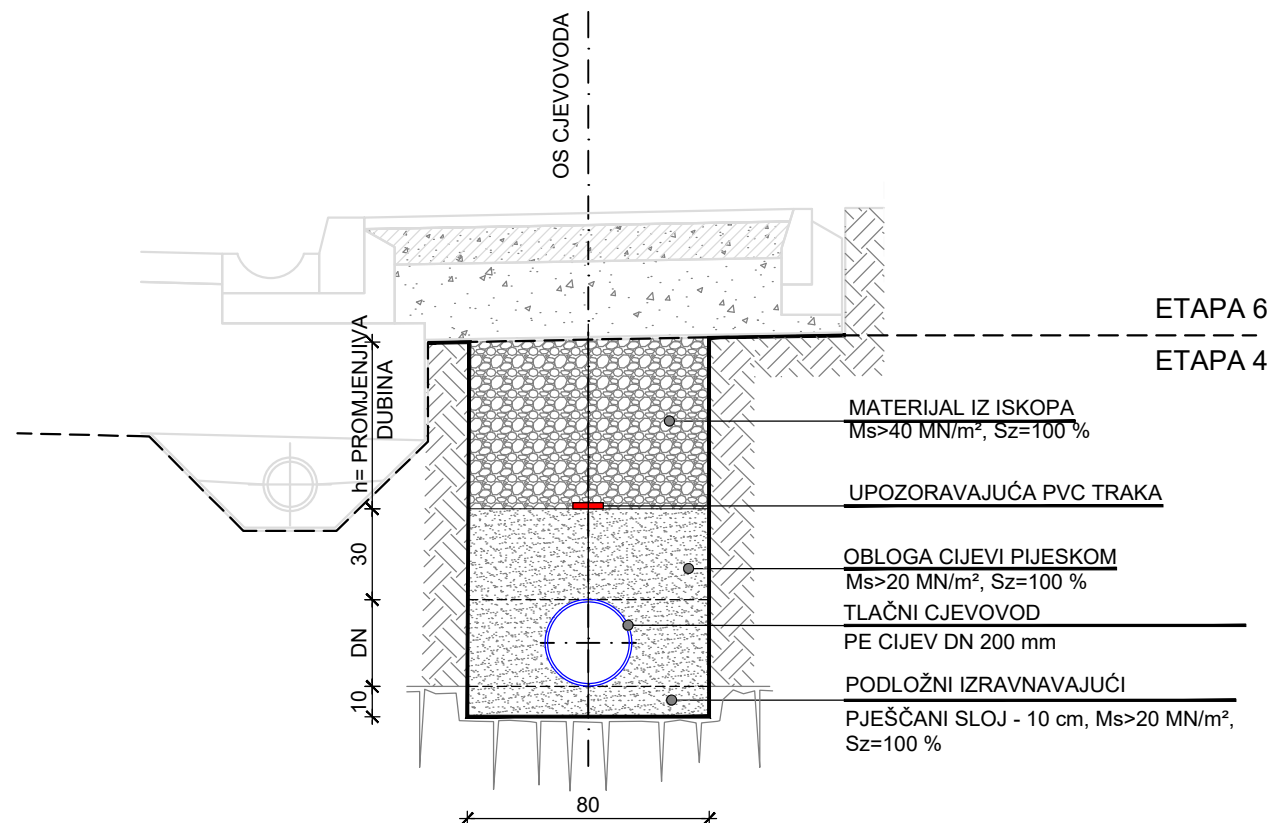 OS CJEVOVODA
ETAPA 6
ETAPA 4
h= PROMJENJIVA
DUBINA
MATERIJAL IZ ISKOPA
Ms>40 MN/m², Sz=100 %
UPOZORAVAJUĆA PVC TRAKA
30
OBLOGA CIJEVI PIJESKOM
Ms>20 MN/m², Sz=100 %
TLAČNI CJEVOVOD
PE CIJEV DN 200 mm
DN
PODLOŽNI IZRAVNAVAJUĆI
PJEŠČANI SLOJ - 10 cm, Ms>20 MN/m²,
Sz=100 %
10
80